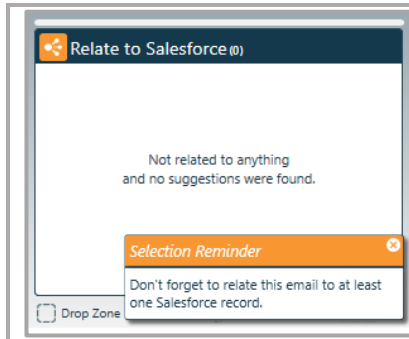 Relate to Salesforce (0)
Not related to anything
and no suggestions were found.
Selection Reminder
Don't forget to relate this email to at least
one Salesforce record.
Drop Zone